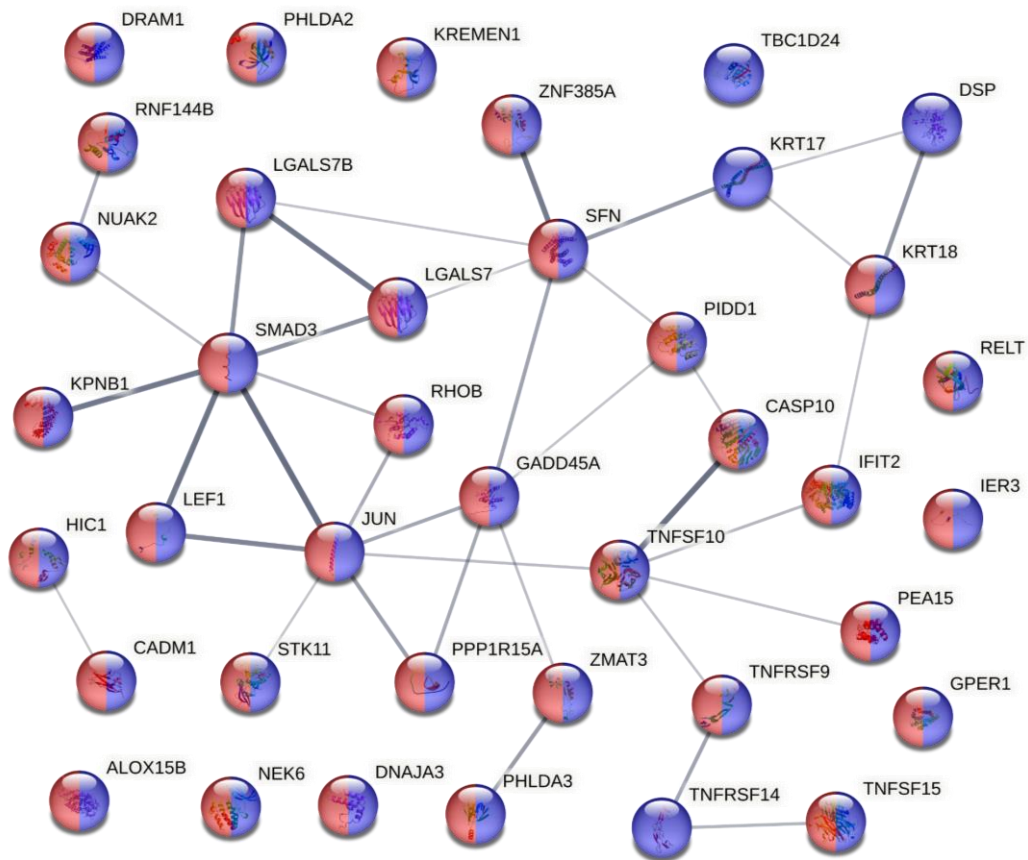 DRAM1
PHLDA2
KREMEN1
TBC1D24
ZNF385A
DSP
RNF144B
KRT17
LGALS7B
SFN
NUAK2
KRT18
LGALS7
PIDD1
SMAD3
RELT
KPNB1
RHOB
CASP10
GADD45A
IFIT2
LEF1
IER3
HIC1
JUN
TNFSF10
PEA15
CADM1
STK11
PPP1R15A
ZMAT3
TNFRSF9
GPER1
ALOX15B
NEK6
DNAJA3
PHLDA3
TNFRSF14
TNFSF15